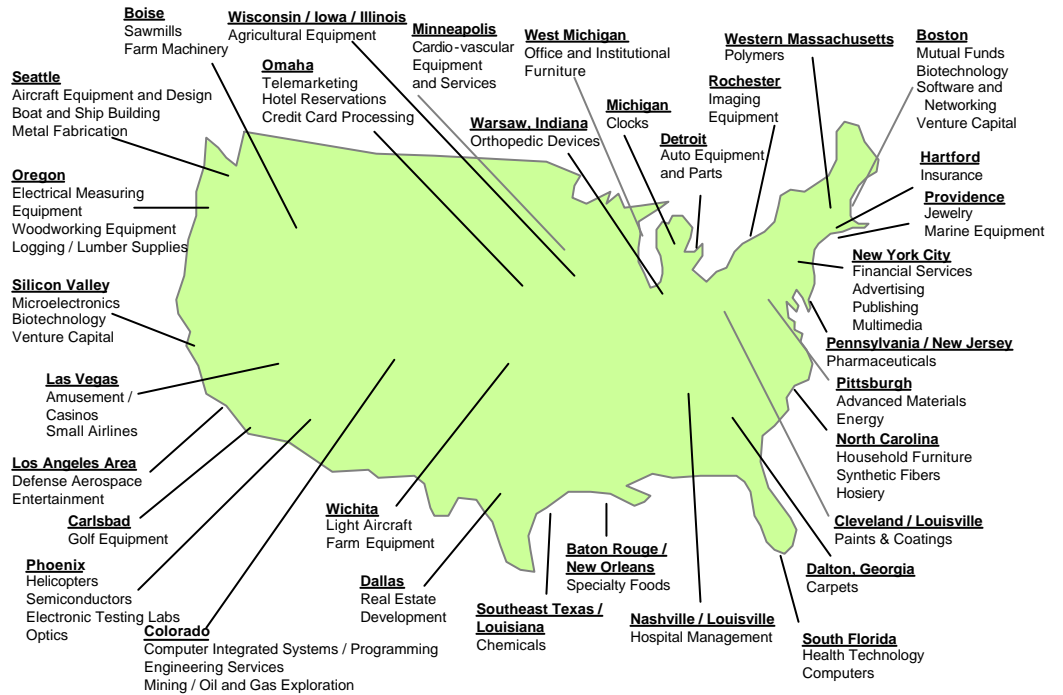 Boise
Sawmills
Farm Machinery
Wisconsin / Iowa / Illinois
Agricultural Equipment
Minneapolis
Cardio-vascular
Equipment
and Services
West Michigan
Office and Institutional
Furniture
Western Massachusetts
Polymers
Boston
Mutual Funds
Biotechnology
Software and
Networking
Venture Capital
Seattle
Aircraft Equipment and Design
Boat and Ship Building
Metal Fabrication
Omaha
Telemarketing
Hotel Reservations
Credit Card Processing
Warsaw, Indiana
Orthopedic Devices
Michigan
Clocks
Detroit
Auto Equipment
and Parts
Rochester
Imaging
Equipment
Hartford
Insurance
Providence
Jewelry
Marine Equipment
Oregon
Electrical Measuring
Equipment
Woodworking Equipment
Logging / Lumber Supplies
New York City
Financial Services
Advertising
Publishing
Multimedia
Silicon Valley
Microelectronics
Biotechnology
Venture Capital
Pennsylvania / New Jersey
Pharmaceuticals
Las Vegas
Amusement /
Casinos
Small Airlines
Pittsburgh
Advanced Materials
Energy
North Carolina
Household Furniture
Synthetic Fibers
Hosiery
Los Angeles Area
Defense Aerospace
Entertainment
Carlsbad
Golf Equipment
Wichita
Light Aircraft
Farm Equipment
Cleveland / Louisville
Paints & Coatings
Phoenix
Helicopters
Semiconductors
Electronic Testing Labs
Optics
Dallas
Real Estate
Development
Baton Rouge /
New Orleans
Specialty Foods
Dalton, Georgia
Carpets
Colorado
Computer Integrated Systems / Programming
Engineering Services
Mining / Oil and Gas Exploration
Southeast Texas /
Louisiana
Chemicals
Nashville / Louisville
Hospital Management
South Florida
Health Technology
Computers